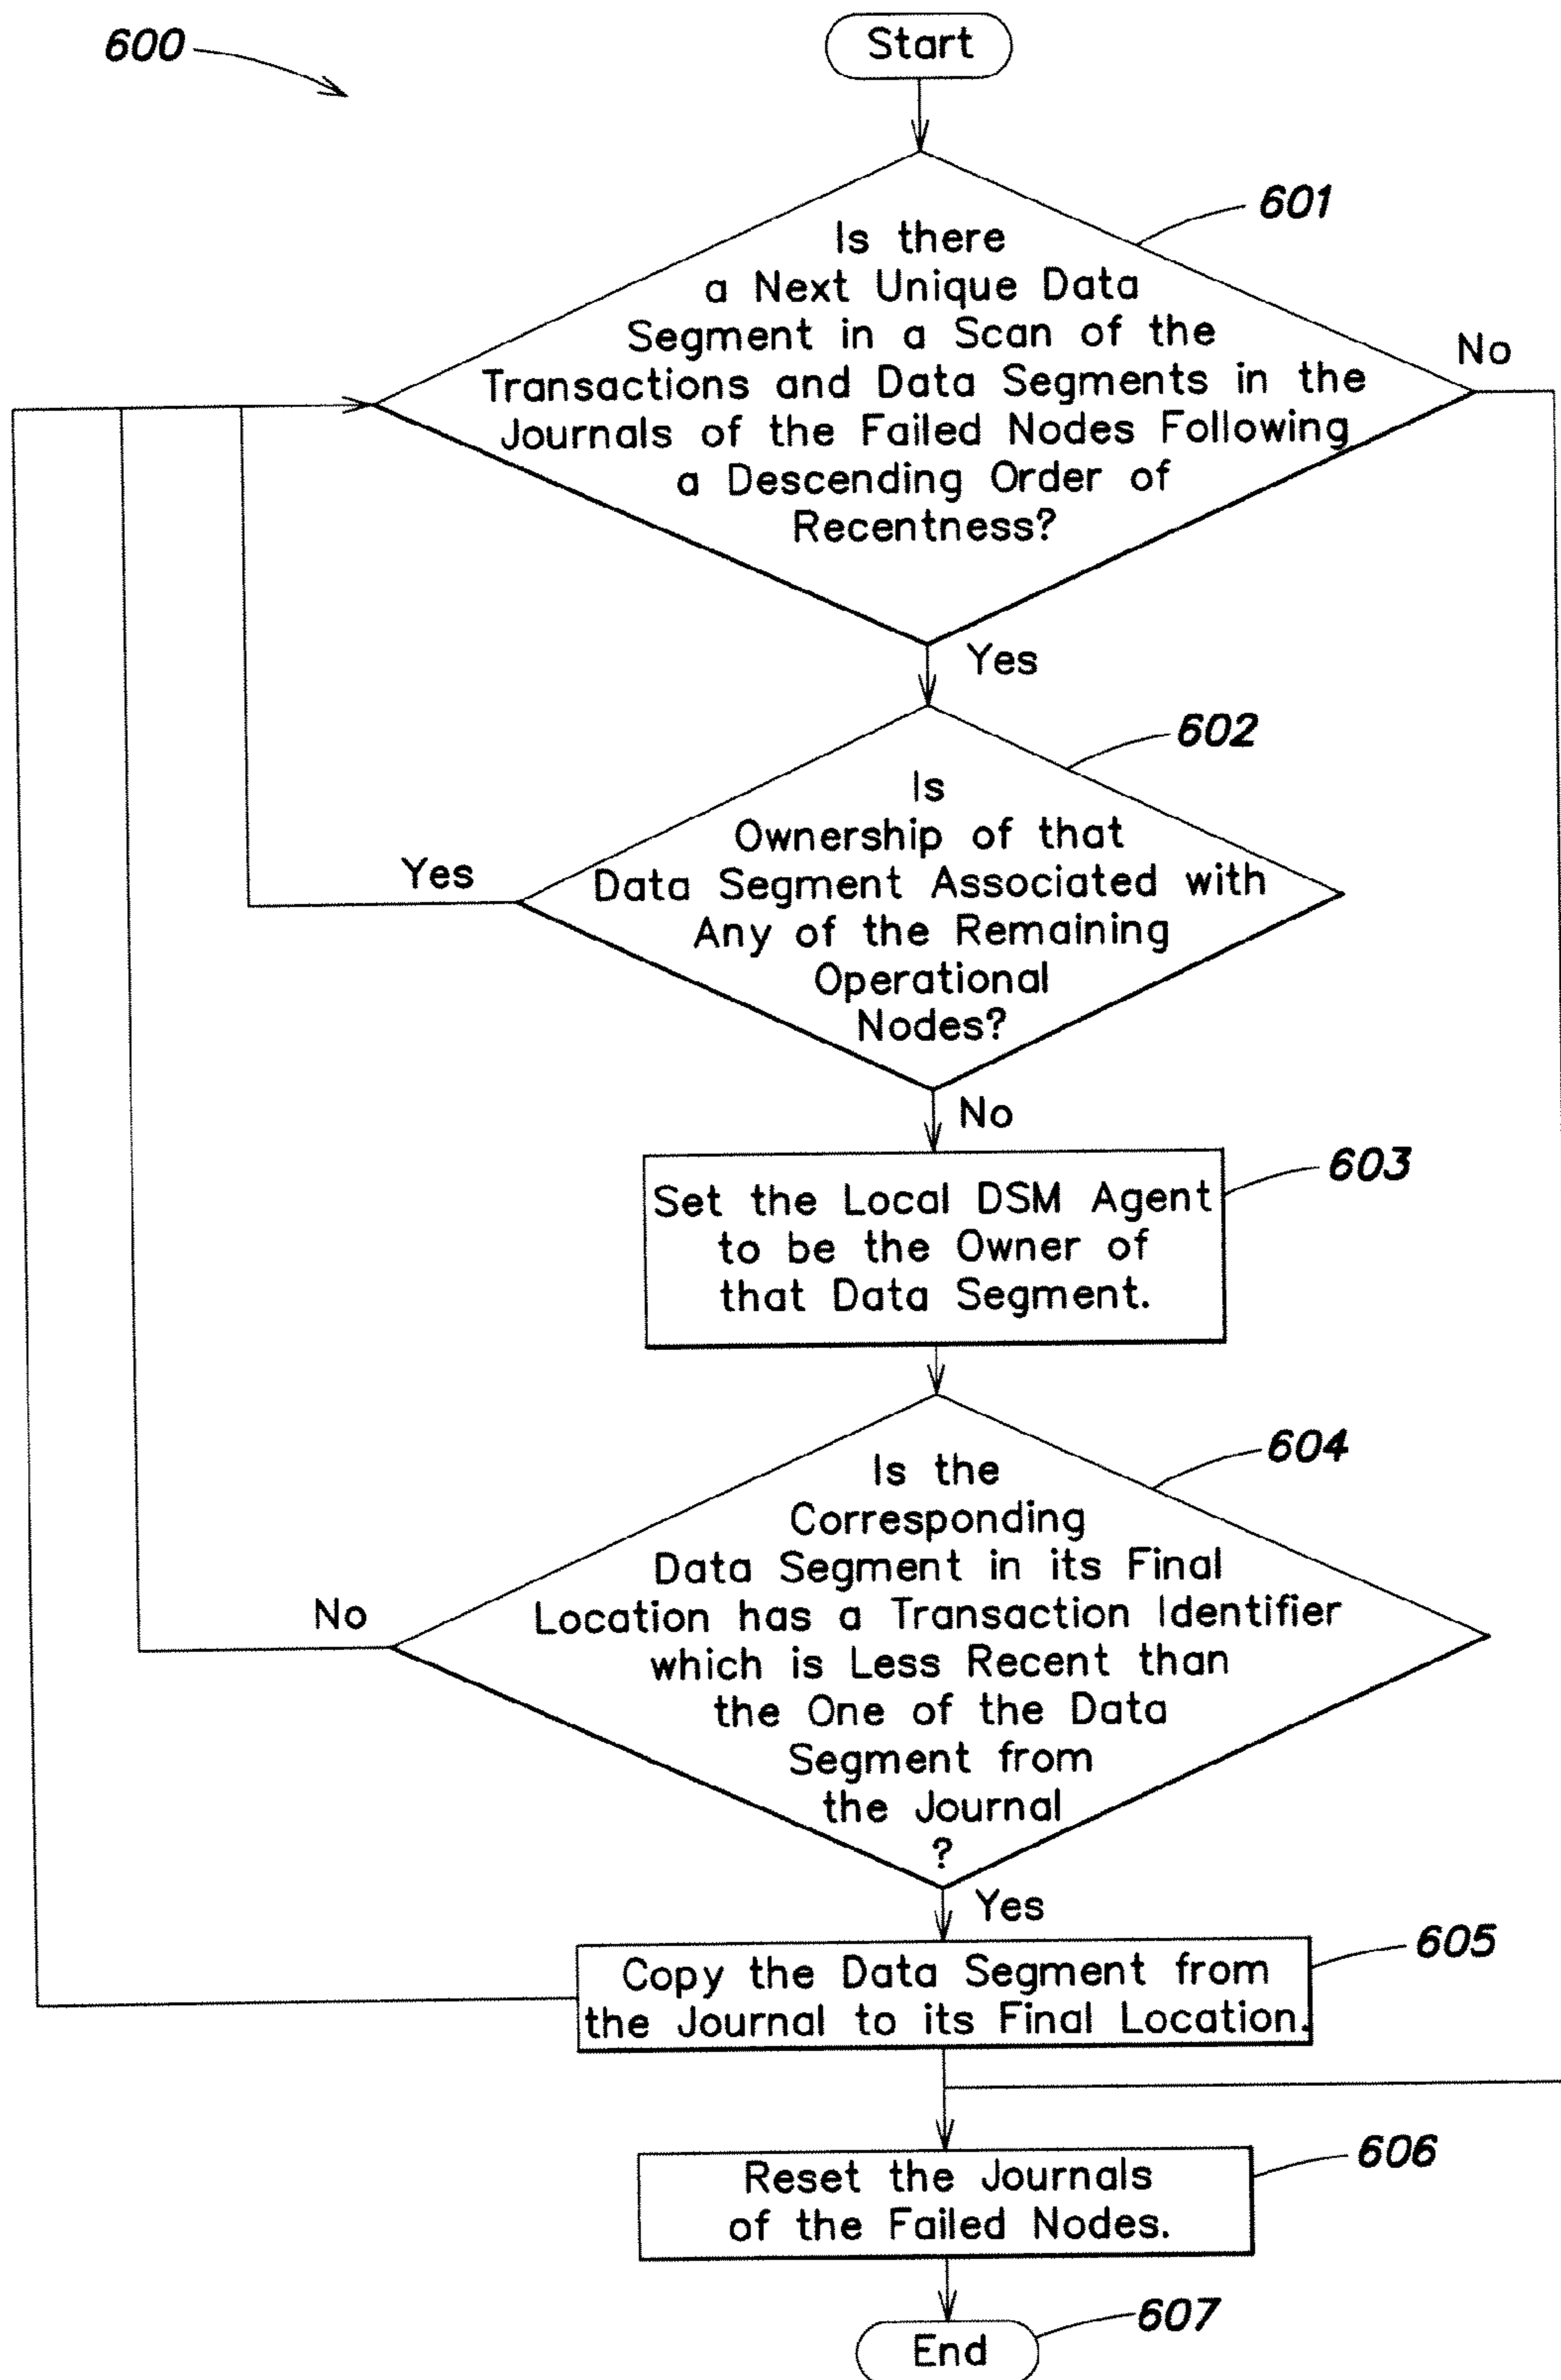 600
Start
601
Is there
a Next Unique Data
Segment in a Scan of the
Transactions and Data Segments in the
Journals of the Failed Nodes Following
a Descending Order of
Recentness?
No
Yes
602
Is
Ownership of that
Data Segment Associated with
Any of the Remaining
Operational
Nodes?
Yes
No
603
Set the Local DSM Agent
to be the Owner of
that Data Segment.
604
Is the
Corresponding
Data Segment in its Final
Location has a Transaction Identifier
which is Less Recent than
the One of the Data
Segment from
the Journal
?
No
Yes
605
Copy the Data Segment from
the Journal to its Final Location.
606
Reset the Journals
of the Failed Nodes.
607
End